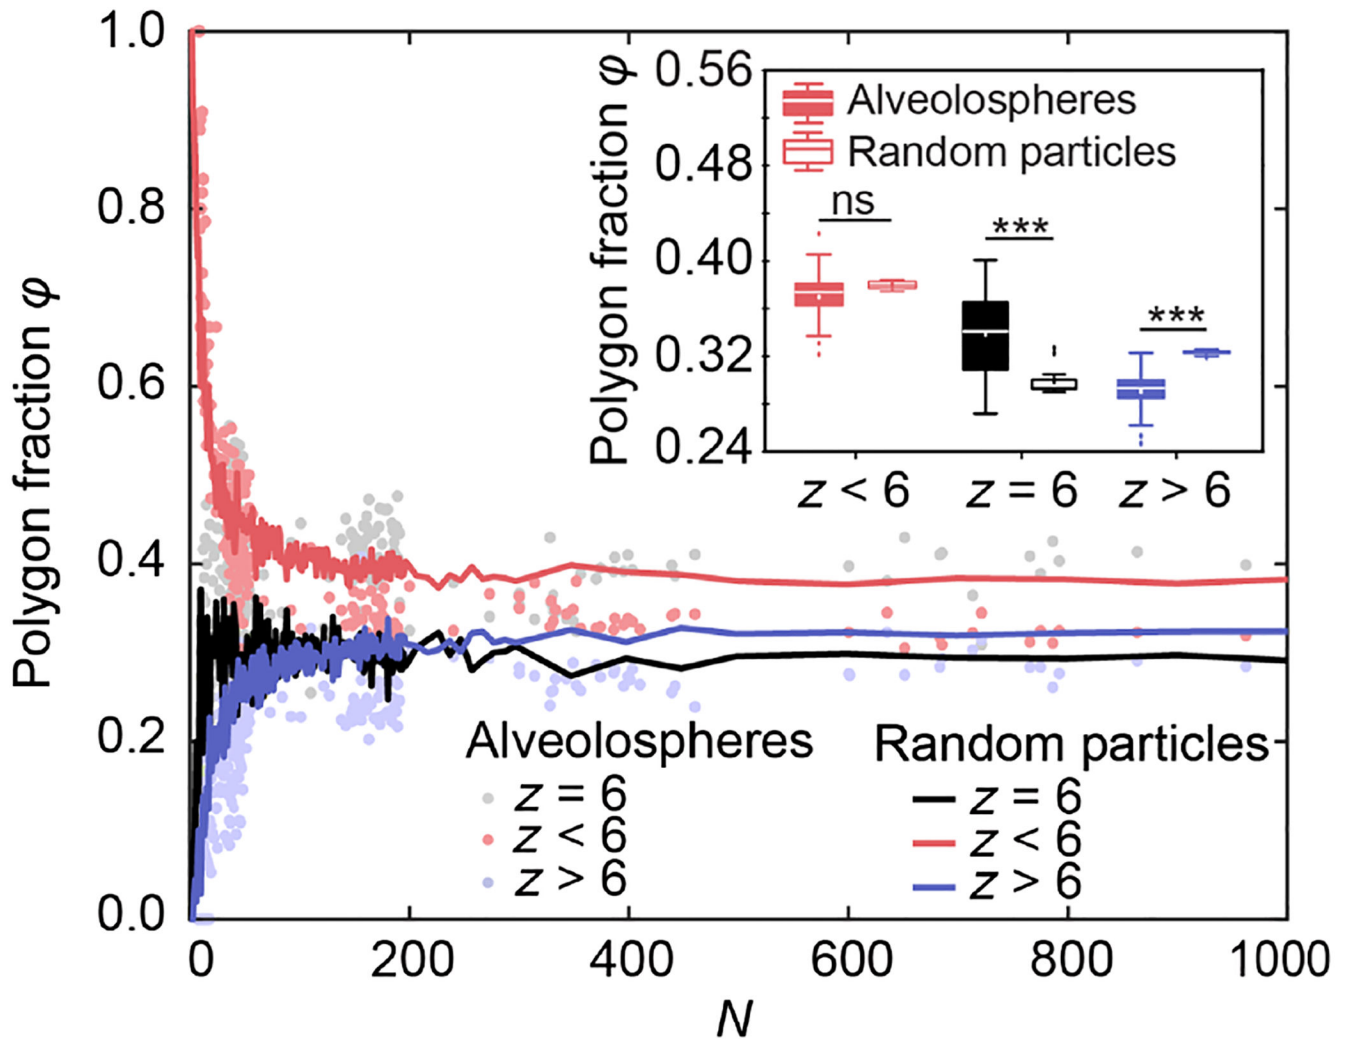 Polygon fraction φ
1.0
0.8
0.6
0.4
0.2
0.0
0
200
400
600
800
1000
N
Polygon fraction φ
0.56
0.48
0.40
0.32
0.24
Alveolospheres
Random particles
ns
***
***
z < 6
z = 6
z > 6
Alveolospheres
z = 6
z < 6
z > 6
Random particles
z = 6
z < 6
z > 6